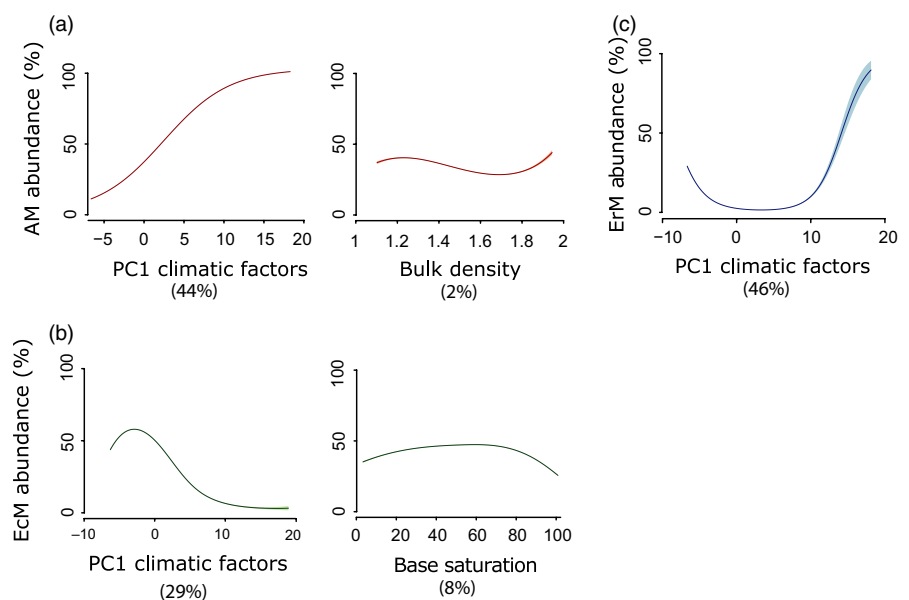 (a)
AM abundance (%)
100
50
0
−5 0 5 10 15 20
PC1 climatic factors
(44%)
100
50
0
1 1.2 1.4 1.6 1.8 2
Bulk density
(2%)
(c)
ErM abundance (%)
100
50
0
−10 0 10 20
PC1 climatic factors
(46%)
(b)
EcM abundance (%)
100
50
0
−10 0 10 20
PC1 climatic factors
(29%)
100
50
0
0 20 40 60 80 100
Base saturation
(8%)